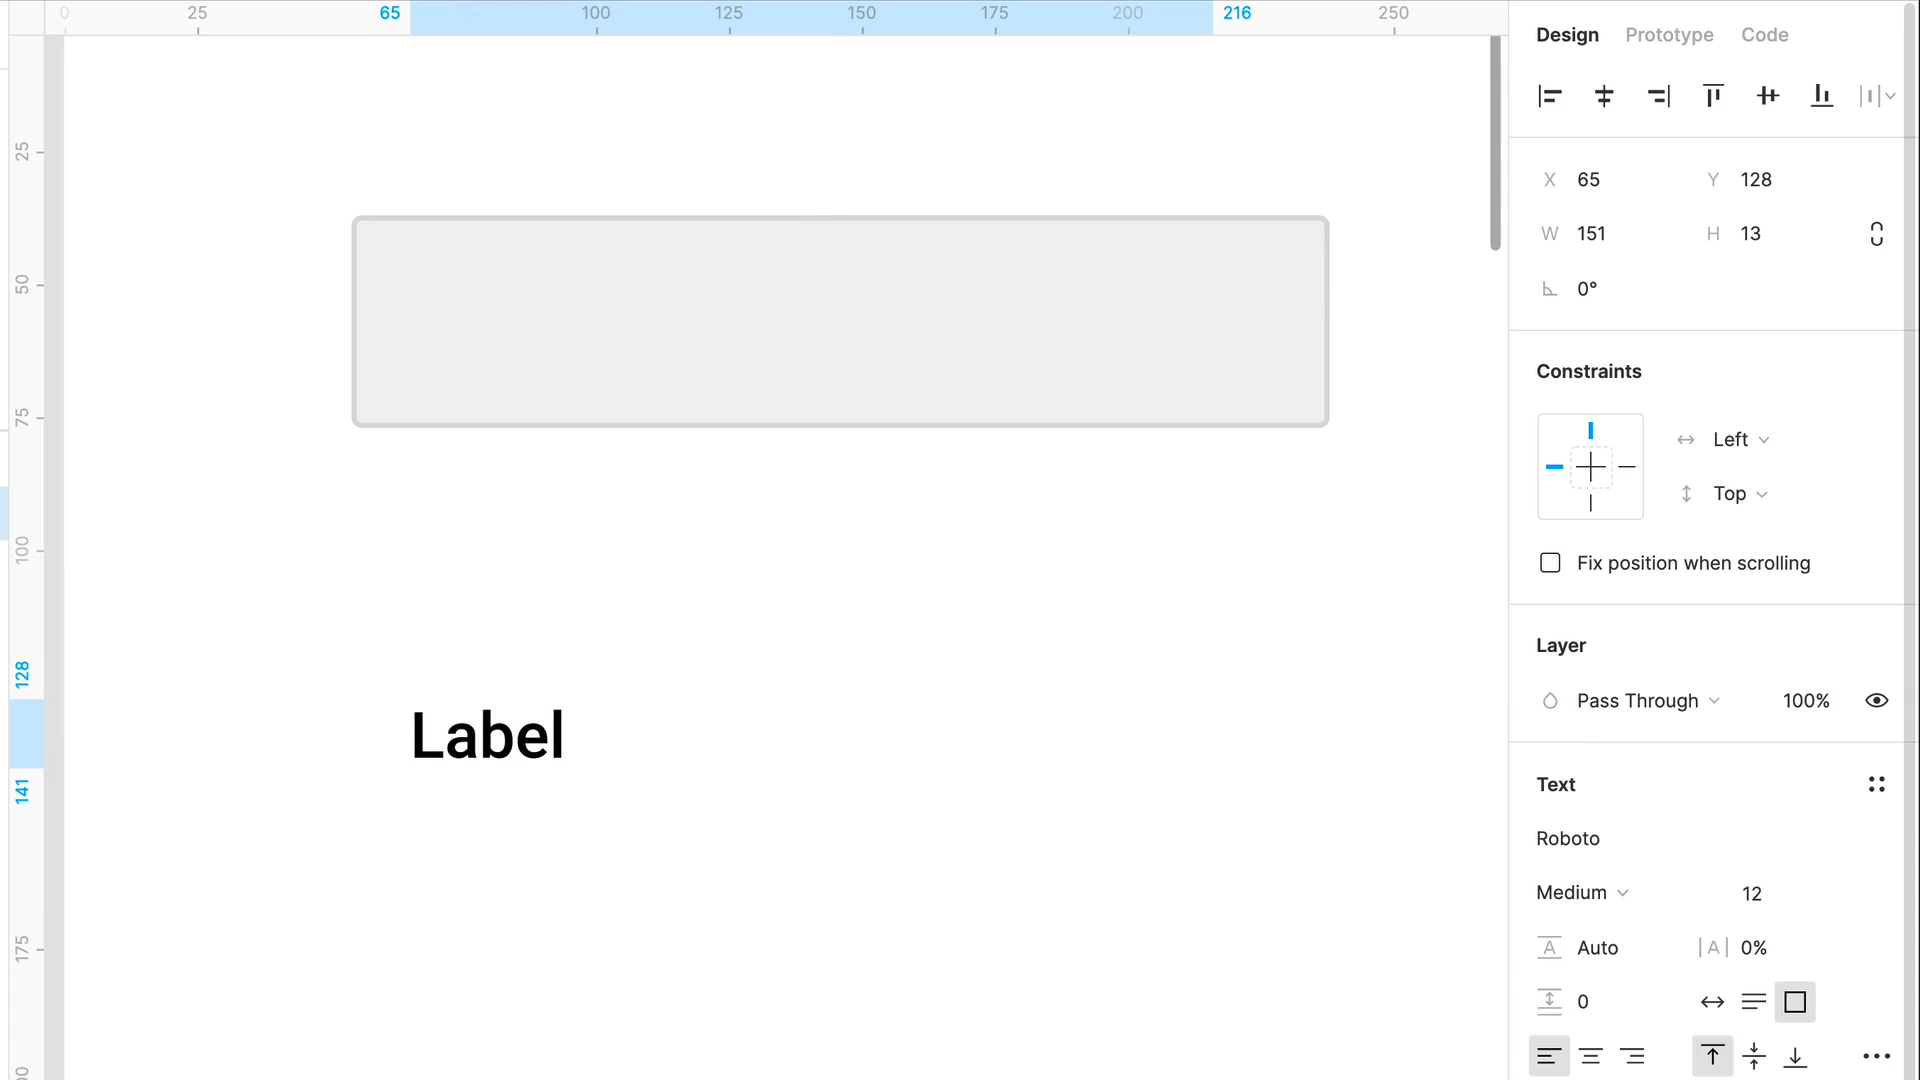 0 25 65 100 125 150 175 200 216 250
Design Prototype Code
25
X 65 Y 128
W 151 H 13
50
0°
75
Constraints
Left
Top
100
Fix position when scrolling
128
Layer
Label
Pass Through 100%
141
Text
Roboto
Medium 12
175
A Auto |A| 0%
0